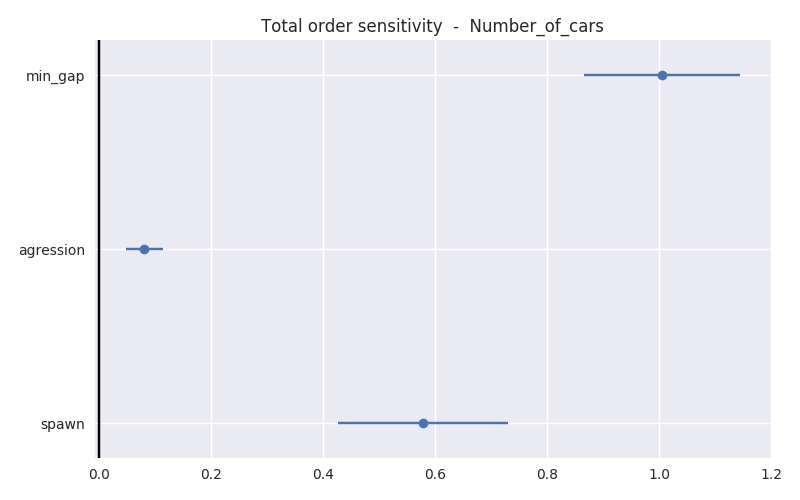 Total order sensitivity - Number_of_cars
min_gap
agression
spawn
0.0 0.2 0.4 0.6 0.8 1.0 1.2